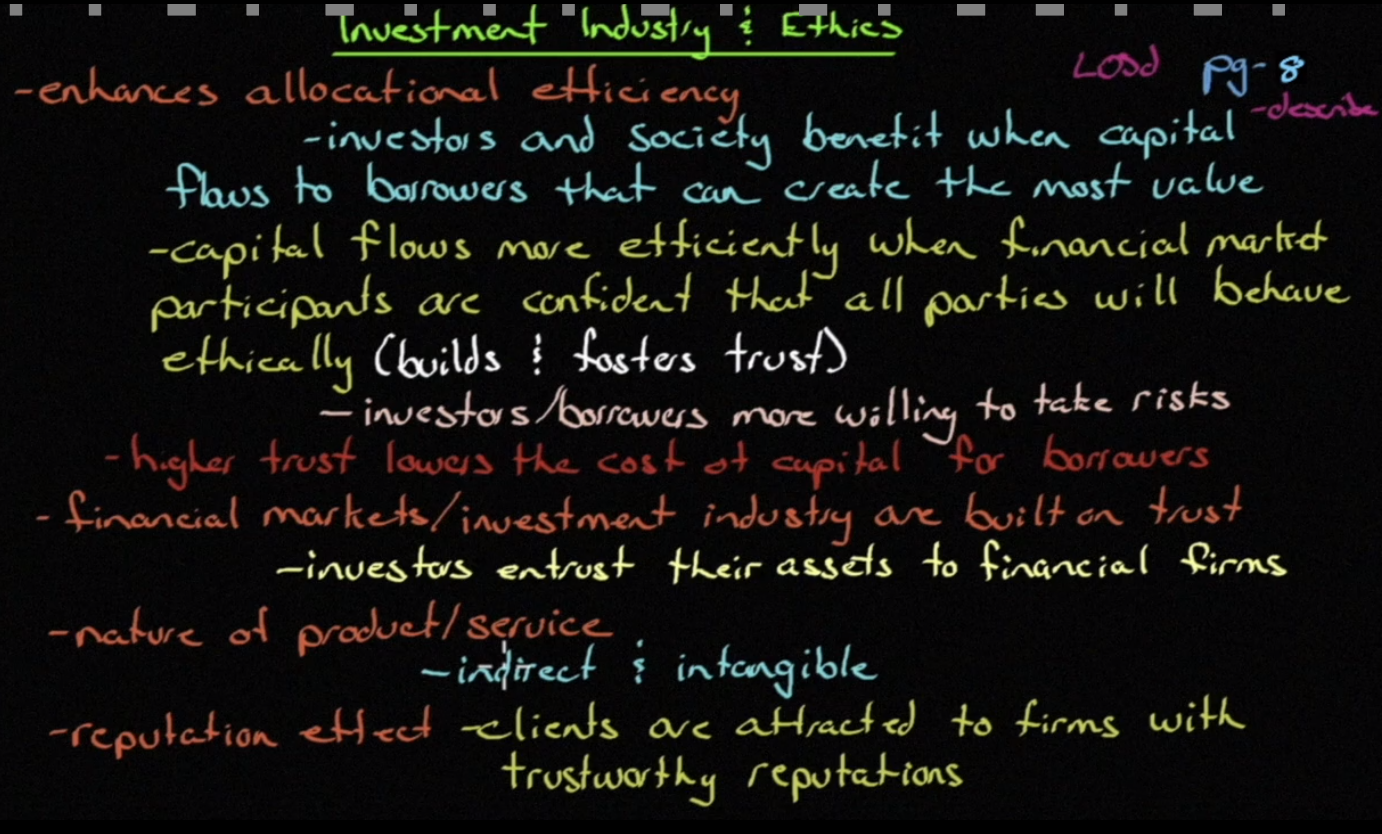 Investment Industry & Ethics
LOSd pg-8
-describe
-enhances allocational efficiency
-investors and society benefit when capital
flows to borrowers that can create the most value
-capital flows more efficiently when financial market
participants are confident that all parties will behave
ethically (builds & fosters trust)
-investors/borrowers more willing to take risks
-higher trust lowers the cost of capital for borrowers
-financial markets/investment industry are built on trust
-investors entrust their assets to financial firms
-nature of product/service
-indirect & intangible
-reputation effect -clients are attracted to firms with
trustworthy reputations